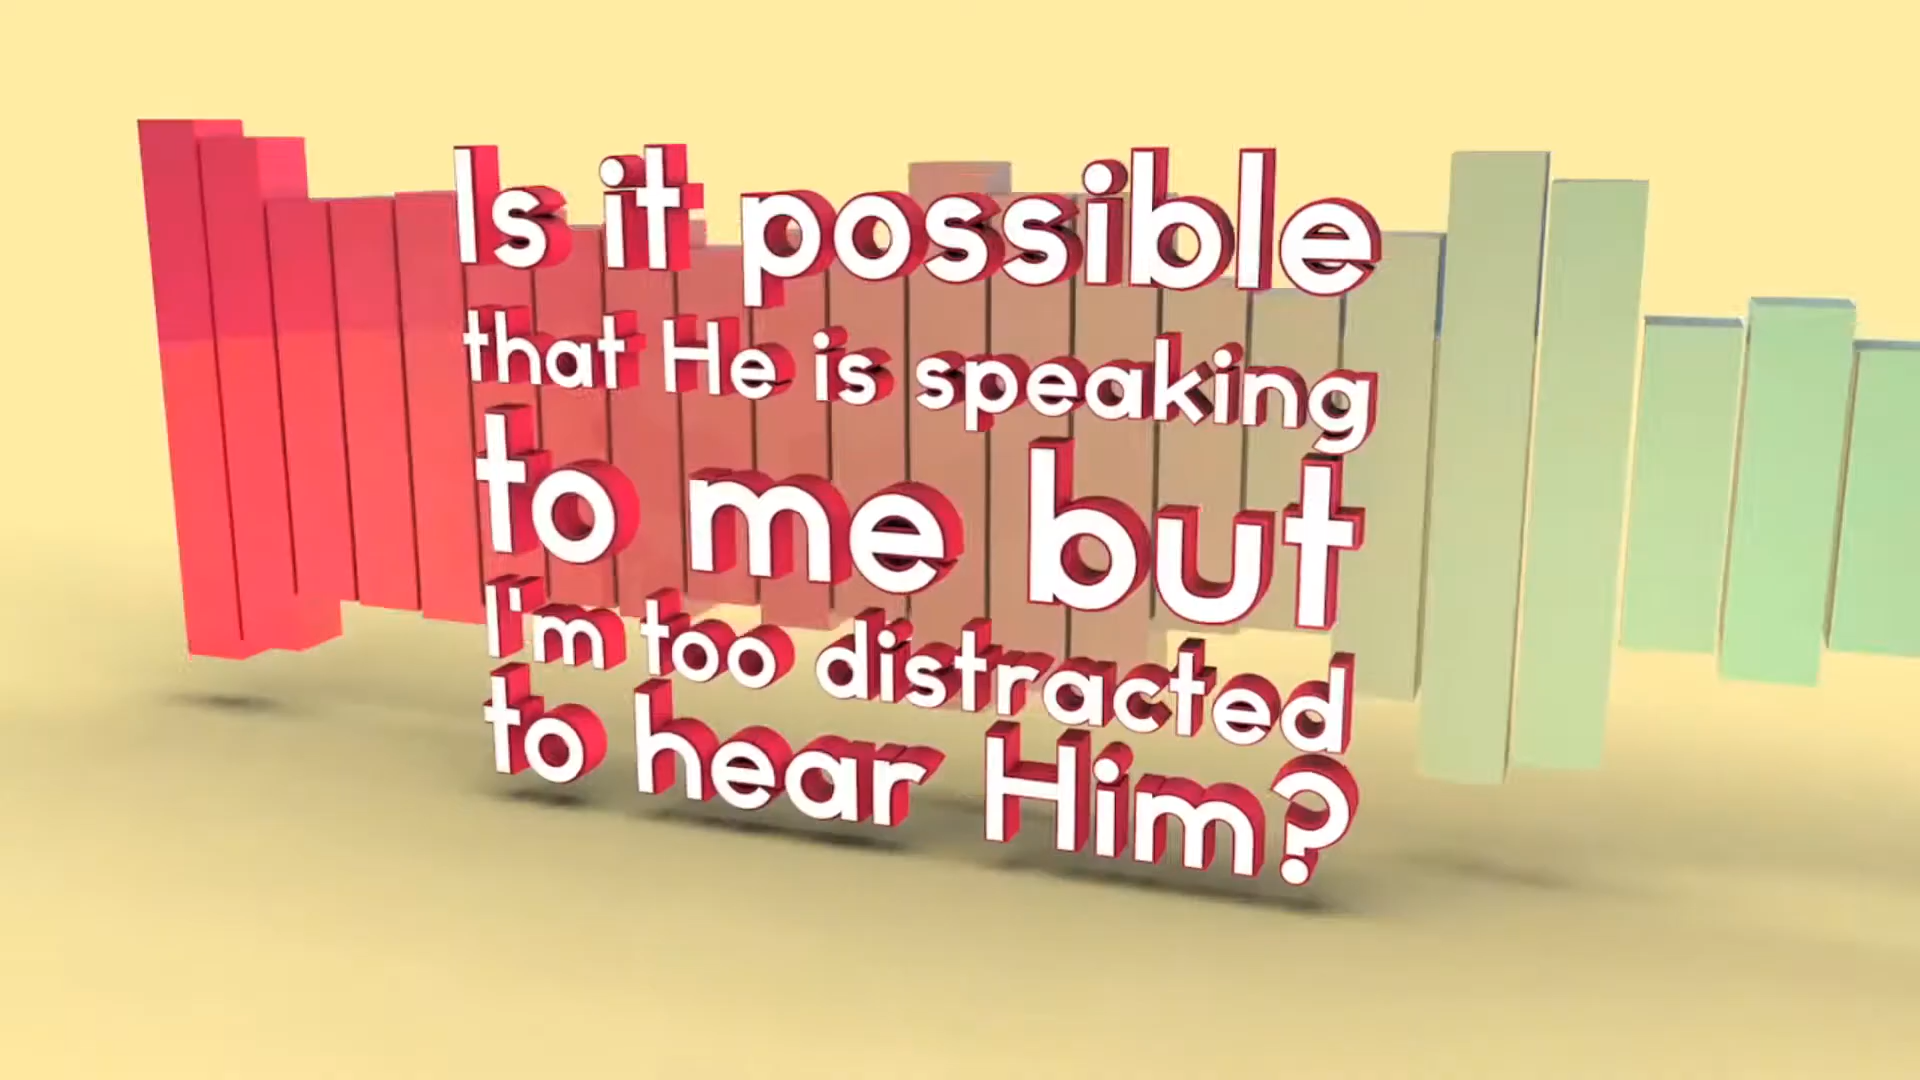 Is it possible
that He is speaking
to me but
I'm too distracted
to hear Him?